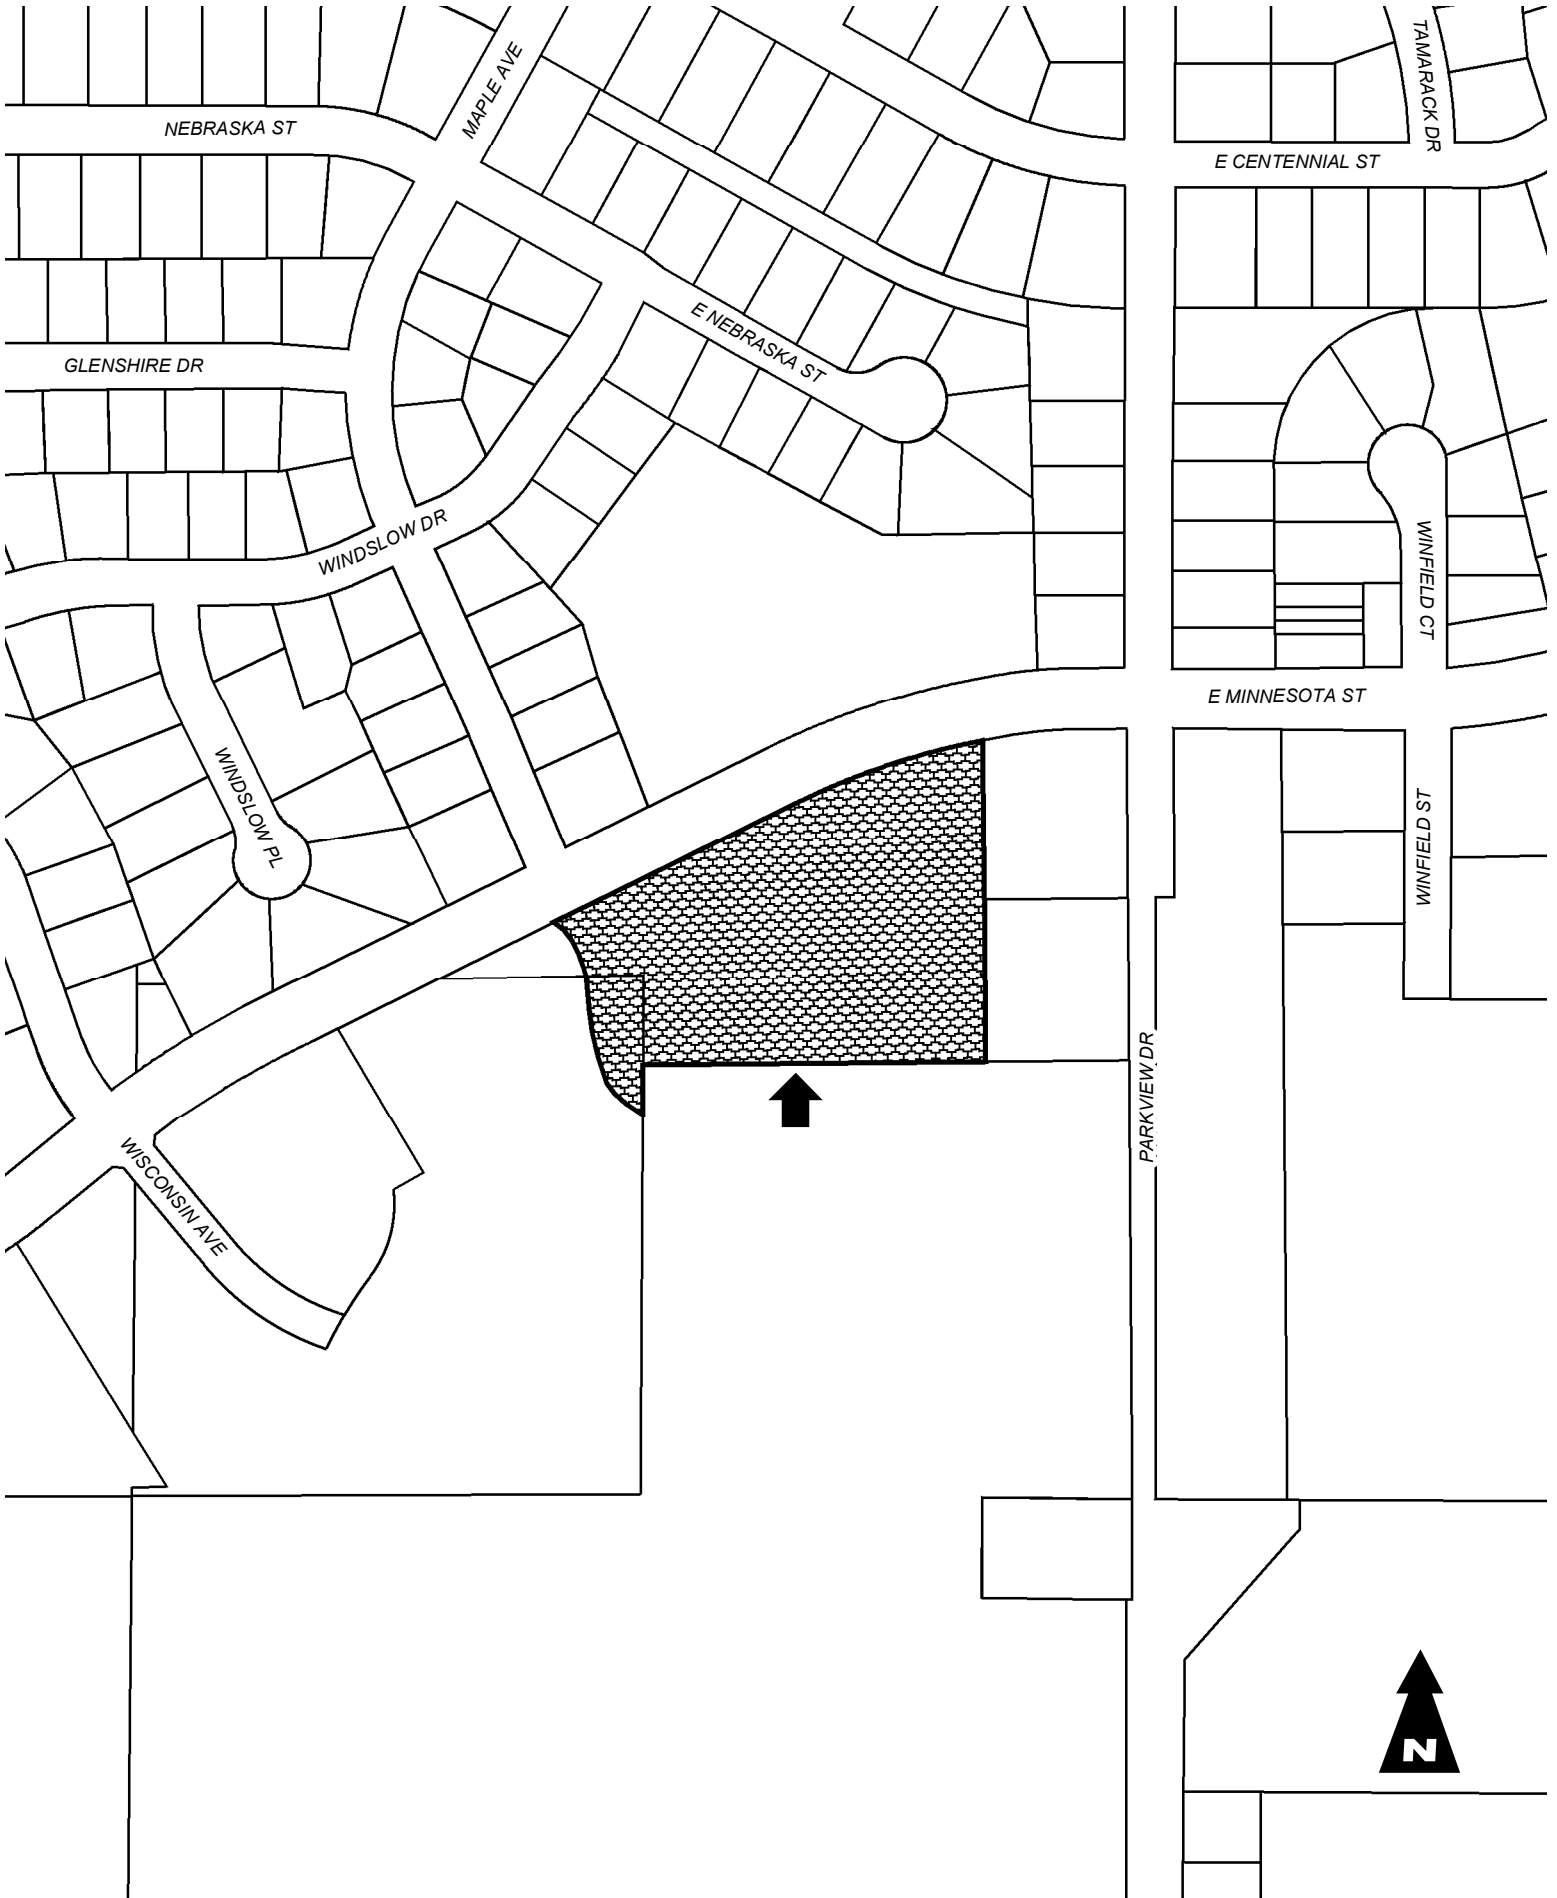 TAMARACK DR
MAPLE AVE
NEBRASKA ST
E CENTENNIAL ST
E NEBRASKA ST
GLENSHIRE DR
WINDSLOW DR
WINFIELD CT
E MINNESOTA ST
WINDSLOW PL
WINFIELD ST
PARKVIEW DR
WISCONSIN AVE
N